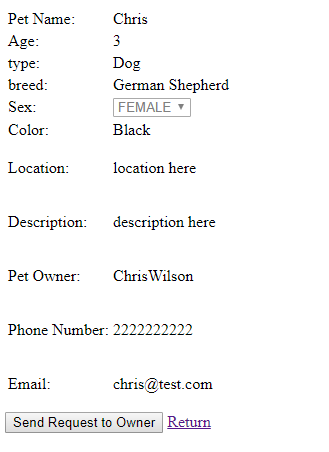 Pet Name: Chris
Age: 3
type: Dog
breed: German Shepherd
Sex: FEMALE
Color: Black
Location: location here
Description: description here
Pet Owner: ChrisWilson
Phone Number: 2222222222
Email: chris@test.com
Send Request to Owner Return